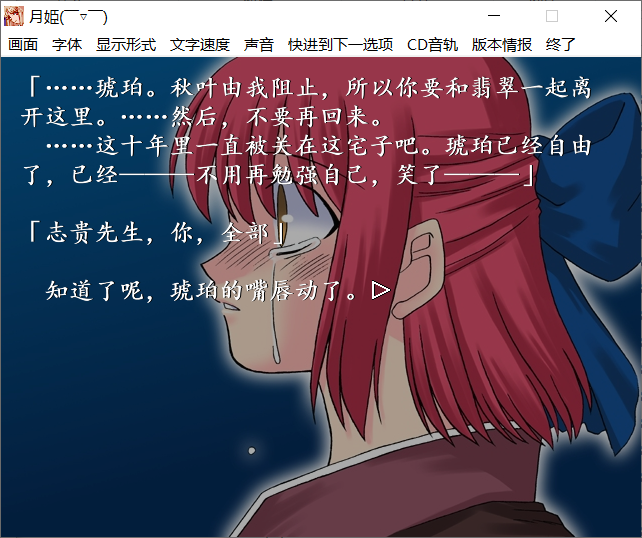 月姫(￣▽￣)
画面 字体 显示形式 文字速度 声音 快进到下一选项 CD音轨 版本情报 终了
「……琥珀。秋叶由我阻止，所以你要和翡翠一起离
开这里。……然后，不要再回来。
……这十年里一直被关在这宅子吧。琥珀已经自由
了，已经———不用再勉强自己，笑了———」
「志贵先生，你，全部」
知道了呢，琥珀的嘴唇动了。